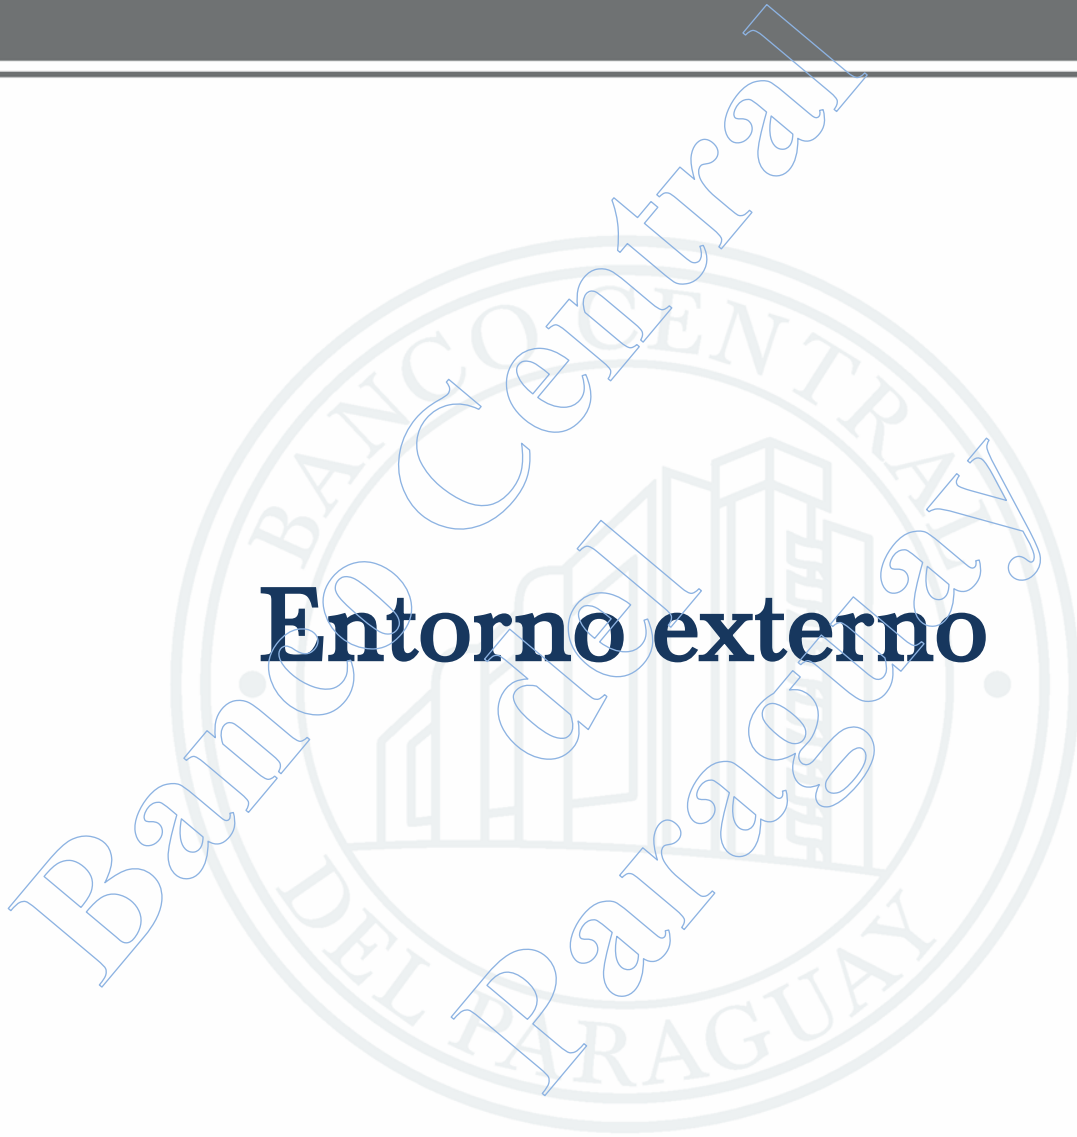 Entorno externo
Banco Central
del
Paraguay
BANCO CENTRAL
DEL PARAGUAY